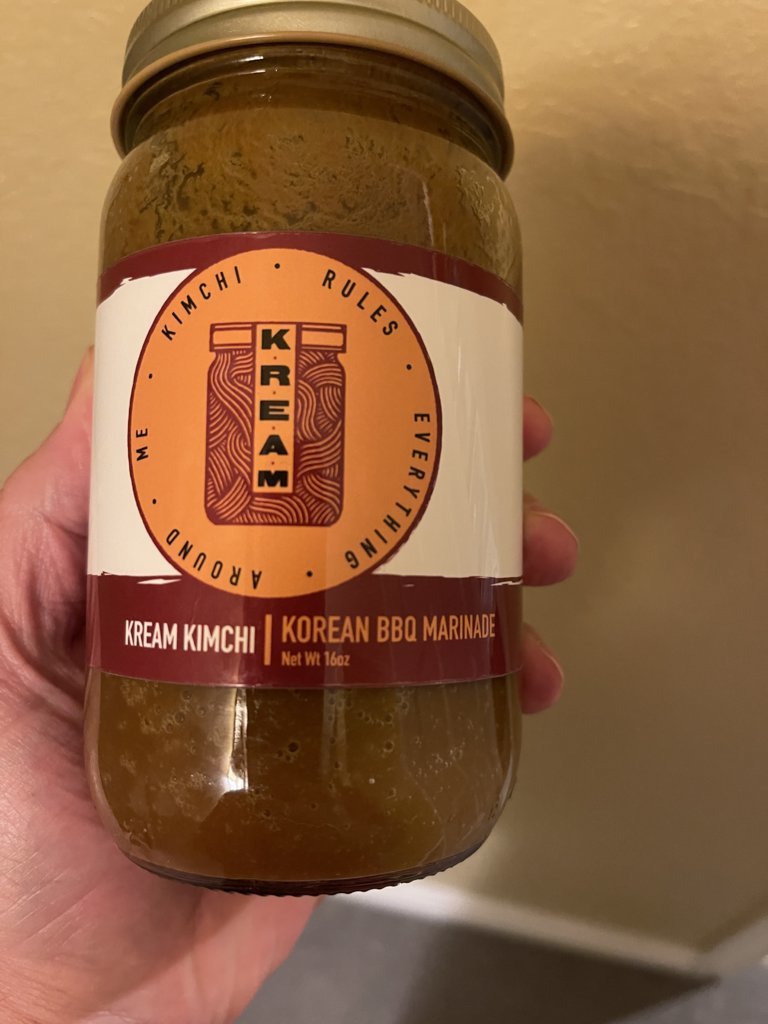 KIMCHI • RULES • EVERYTHING • AROUND • ME •
K.R.E.A.M
KREAM KIMCHI | KOREAN BBQ MARINADE
Net Wt 16oz